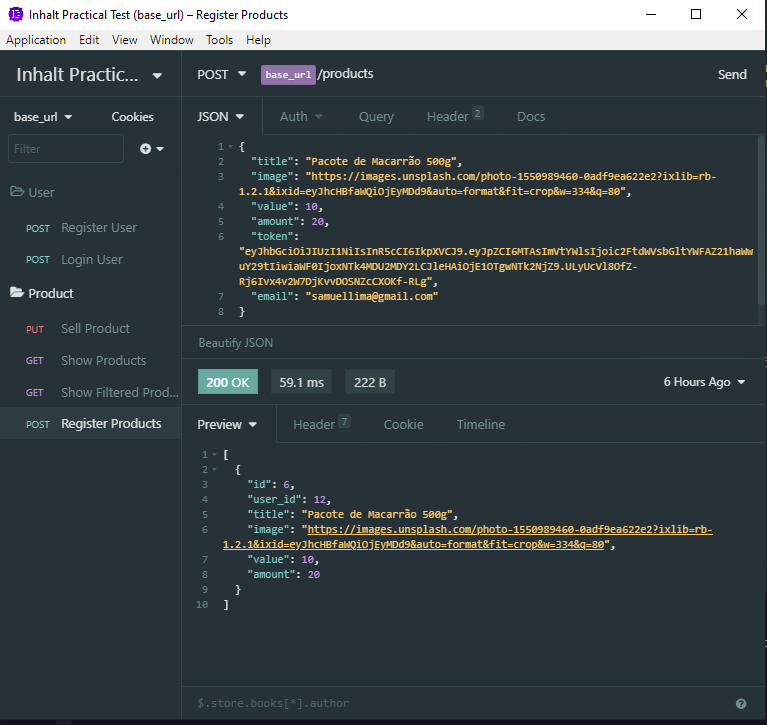 Inhalt Practical Test (base_url) – Register Products
Application Edit View Window Tools Help
Inhalt Practic...
POST base_url /products Send
base_url Cookies
JSON Auth Query Header 2 Docs
Filter
User
POST Register User
POST Login User
Product
PUT Sell Product
GET Show Products
GET Show Filtered Prod...
POST Register Products
1 {
2 "title": "Pacote de Macarrão 500g",
3 "image": "https://images.unsplash.com/photo-1550989460-0adf9ea622e2?ixlib=rb-
1.2.1&ixid=eyJhcHBfaWQiOjEyMDd9&auto=format&fit=crop&w=334&q=80",
4 "value": 10,
5 "amount": 20,
6 "token":
7 "email": "samuellima@gmail.com"
8 }
Beautify JSON
200 OK 59.1 ms 222 B 6 Hours Ago
Preview Header 7 Cookie Timeline
1 [
2 {
3 "id": 6,
4 "user_id": 12,
5 "title": "Pacote de Macarrão 500g",
6 "image": "https://images.unsplash.com/photo-1550989460-0adf9ea622e2?ixlib=rb-
1.2.1&ixid=eyJhcHBfaWQiOjEyMDd9&auto=format&fit=crop&w=334&q=80",
7 "value": 10,
8 "amount": 20
9 }
10 ]
$.store.books[*].author